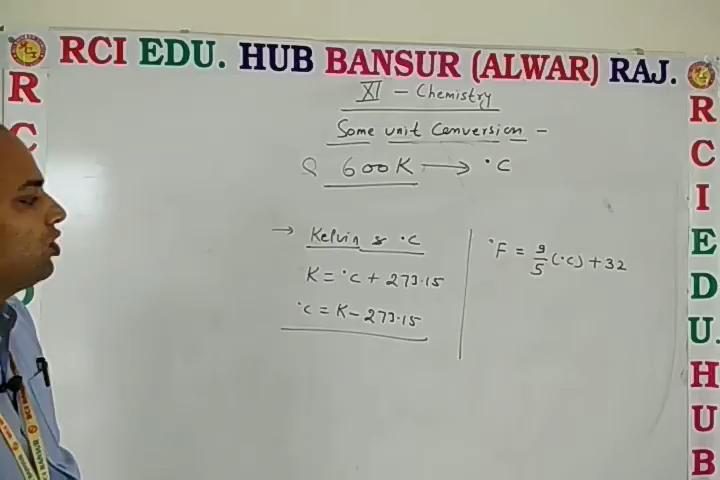 RCI EDU. HUB BANSUR (ALWAR) RAJ.
XI - Chemistry
Some unit Conversion -
Q 600K → °C
→ Kelvin & °C
K = °C + 273.15
°C = K - 273.15
°F = 9/5 (°C) + 32
R
C
R
C
I
E
D
U.
H
U
B